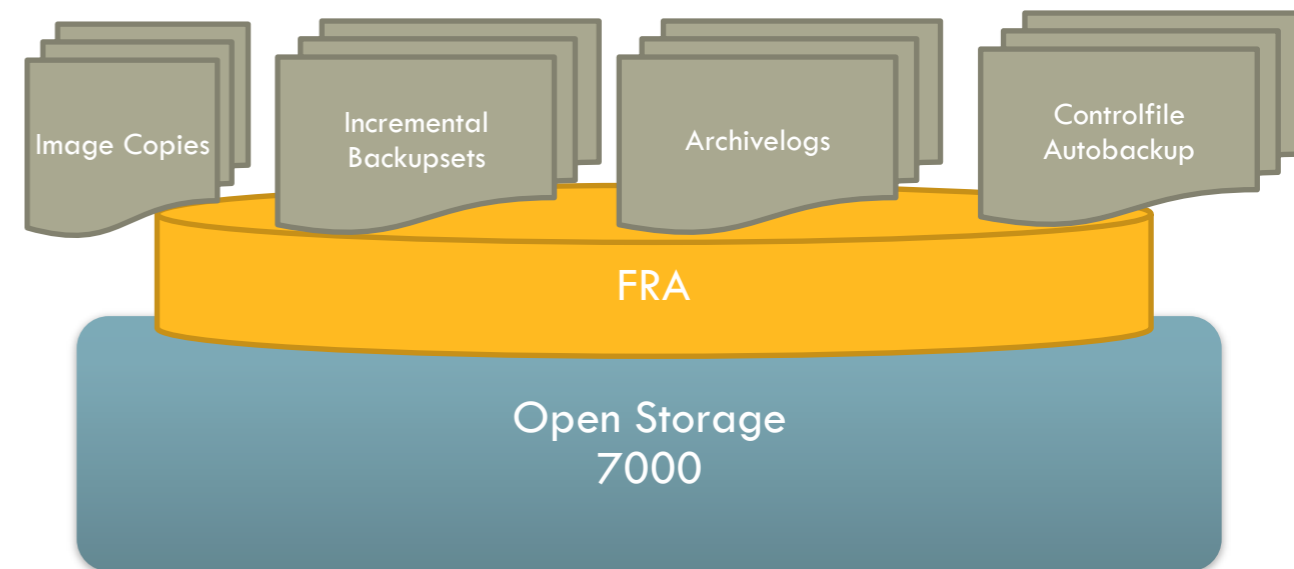 Image Copies
Incremental
Backupsets
Archivelogs
Controlfile
Autobackup
FRA
Open Storage
7000